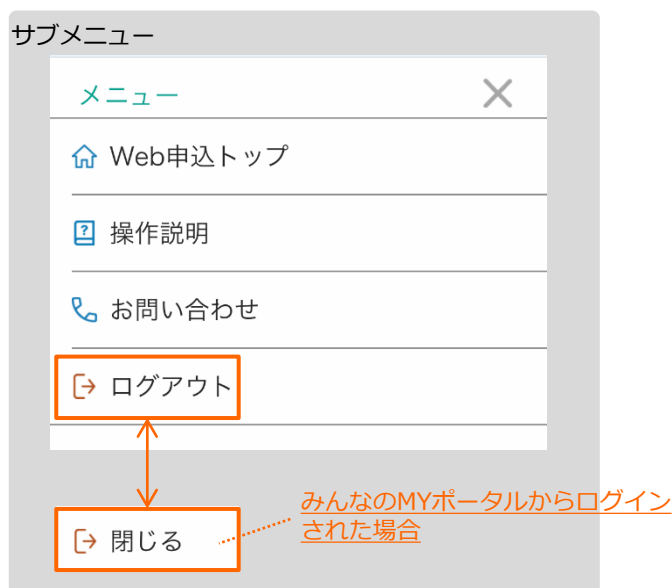 サブメニュー
メニュー
Web申込トップ
操作説明
お問い合わせ
ログアウト
閉じる
みんなのMYポータルからログイン
された場合